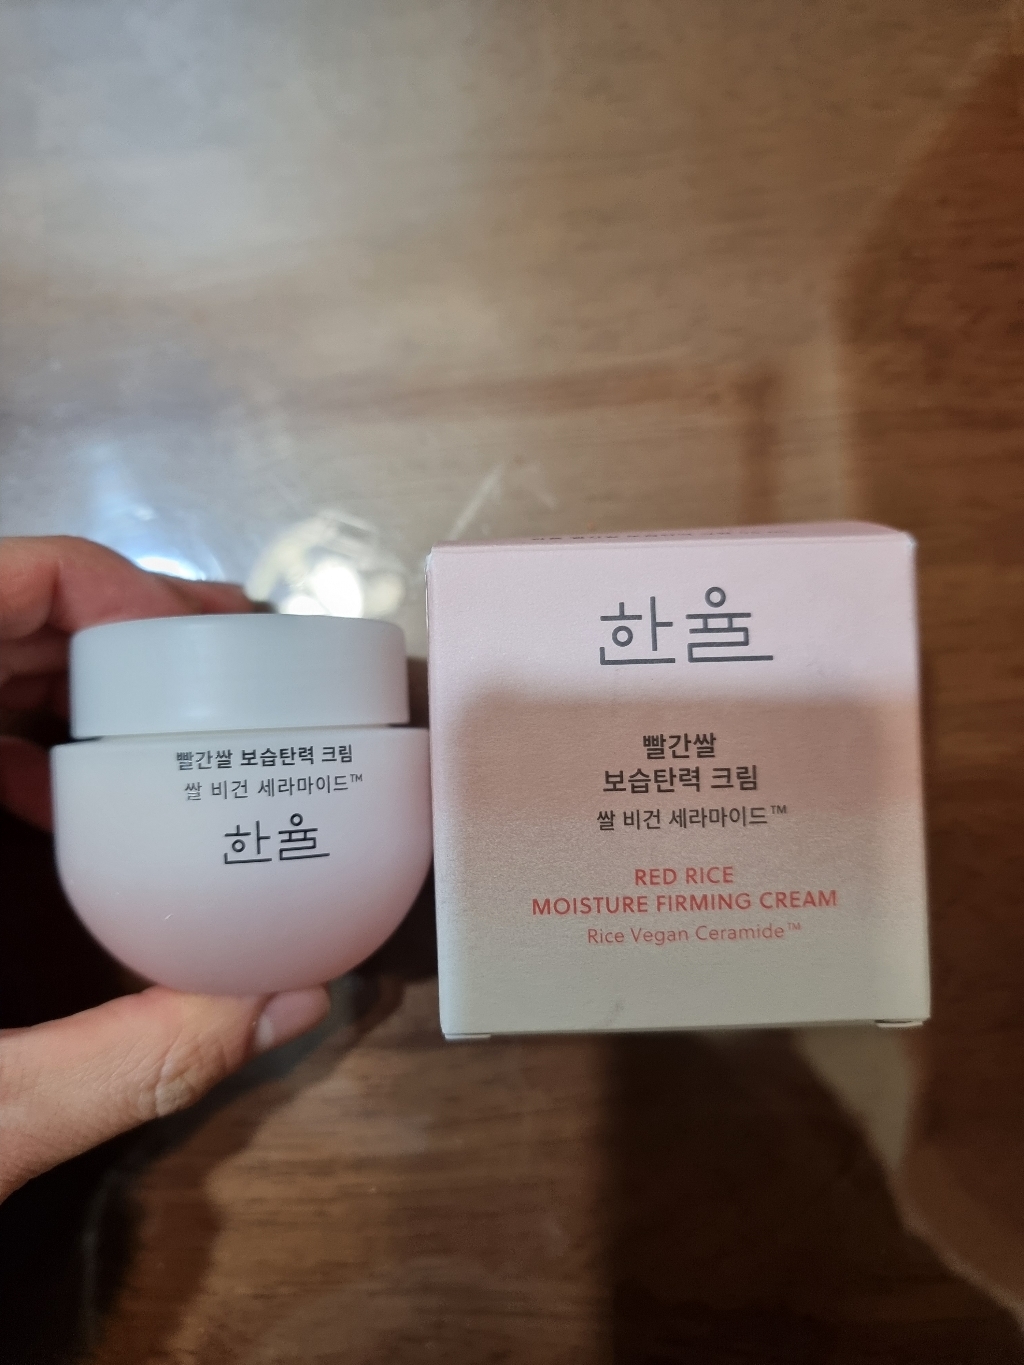 빨간쌀 보습탄력 크림
쌀 비건 세라마이드™
한율
한율
빨간쌀
보습탄력 크림
쌀 비건 세라마이드™
RED RICE
MOISTURE FIRMING CREAM
Rice Vegan Ceramide™